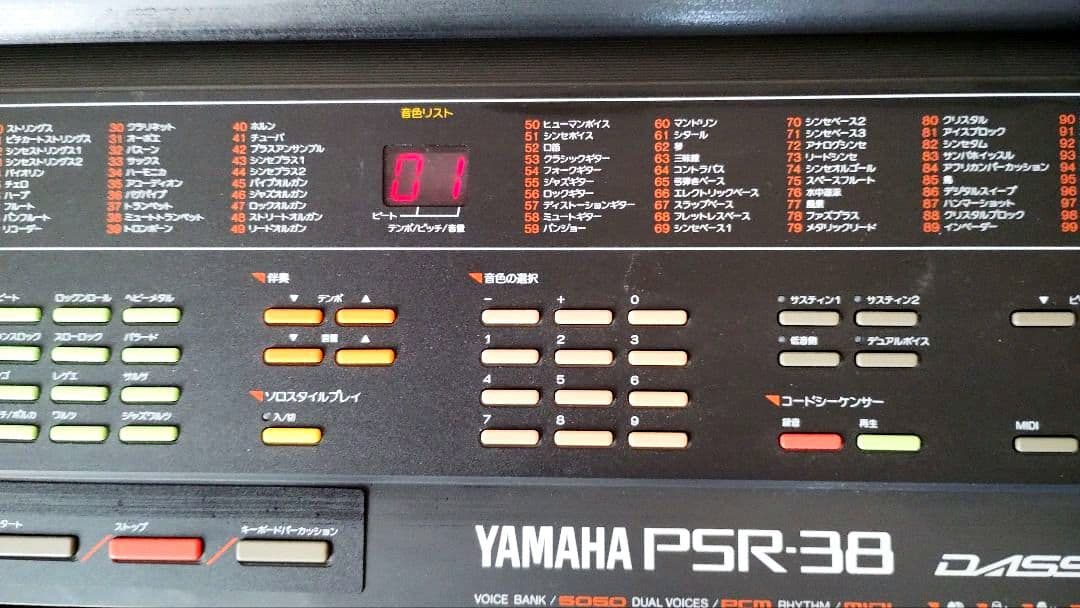 音色リスト
ストリングス
ピチカートストリングス
シンセストリングス1
シンセストリングス2
バイオリン
チェロ
ハープ
フルート
パンフルート
リコーダー
30 クラリネット
31 オーボエ
32 バスーン
33 サックス
34 ハーモニカ
35 アコーディオン
36 バグパイプ
37 トランペット
38 ミュートトランペット
39 トロンボーン
40 ホルン
41 チューバ
42 ブラスアンサンブル
43 シンセブラス1
44 シンセブラス2
45 パイプオルガン
46 ジャズオルガン
47 ロックオルガン
48 ストリートオルガン
49 リードオルガン
01
ビート
テンポ/ピッチ/音量
50 ヒューマンボイス
51 シンセボイス
52 口笛
53 クラシックギター
54 フォークギター
55 ジャズギター
56 ロックギター
57 ディストーションギター
58 ミュートギター
59 バンジョー
60 マンドリン
61 シタール
62 琴
63 三味線
64 コントラバス
65 弓弾きベース
66 エレクトリックベース
67 スラップベース
68 フレットレスベース
69 シンセベース1
70 シンセベース2
71 シンセベース3
72 アナログシンセ
73 リードシンセ
74 シンセオルゴール
75 スペースフルート
76
77
78 ファズブラス
79 メタリックリード
80 クリスタル
81 アイスブロック
82 シンセタム
83 サンバホイッスル
84 アフリカンパーカッション
85
86 デジタルスイープ
87 ハンマーショット
88 クリスタルブロック
89 インベーダー
90
91
92
93
94
95
96
97
98
99
伴奏
▼ テンポ ▲
▼ 音量 ▲
ソロスタイルプレイ
入/切
音色の選択
− + 0
1 2 3
4 5 6
7 8 9
サスティン1 サスティン2
低音側 デュアルボイス
コードシーケンサー
録音 再生
▼
MIDI
ロックンロール ヘビーメタル
スローロック バラード
レゲエ サルサ
ワルツ ジャズワルツ
ストップ
キーボードパーカッション
YAMAHA PSR-38
DASS
VOICE BANK / 5050 DUAL VOICES / PCM RHYTHM / MIDI